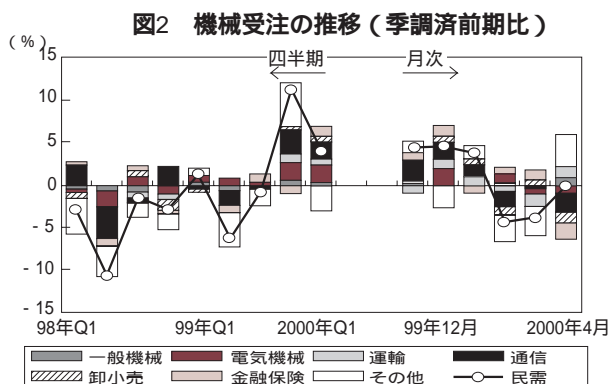 図2 機械受注の推移（季調済前期比）
（%）
四半期 月次
15
10
5
0
- 5
- 10
- 15
98年Q1 99年Q1 2000年Q1 99年12月 2000年4月
一般機械 電気機械 運輸 通信
卸小売 金融保険 その他 民需